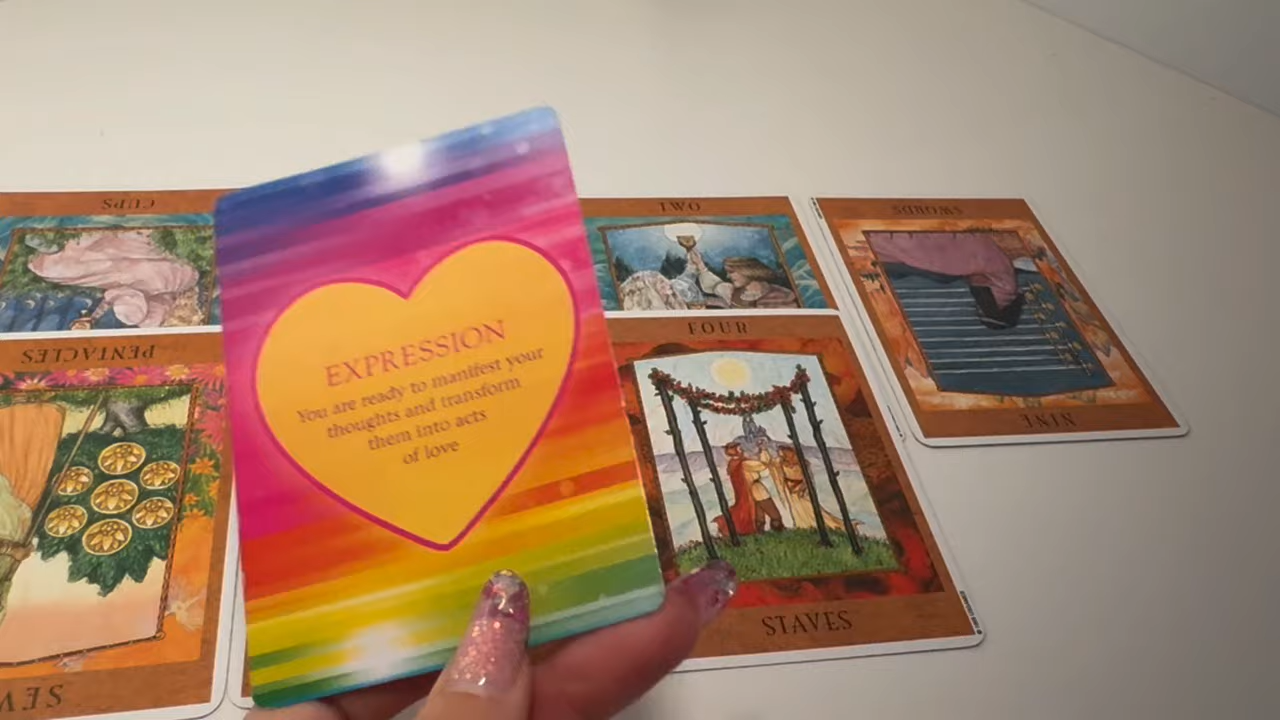 CUPS
TWO
SWORDS
PENTACLES
FOUR
NINE
EXPRESSION
You are ready to manifest your
thoughts and transform
them into acts
of love
STAVES
SEV